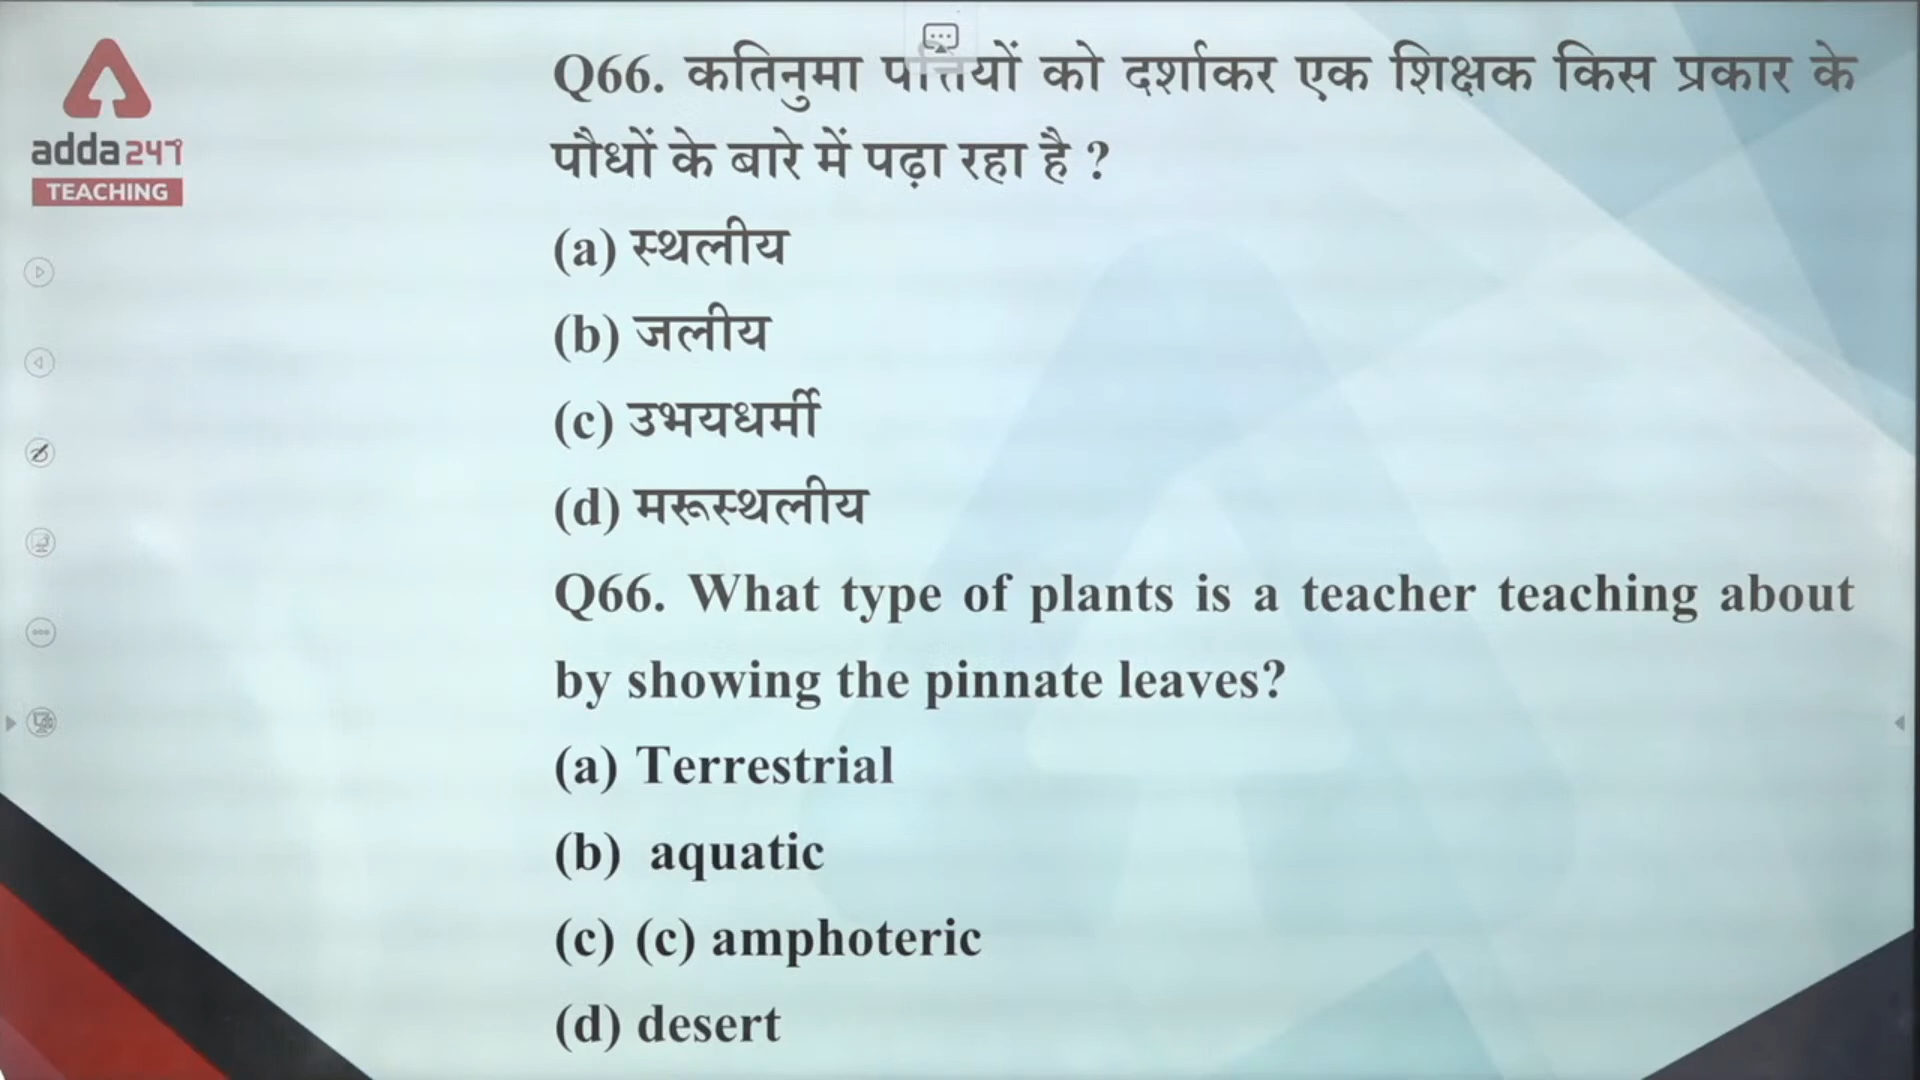 adda247
TEACHING
Q66. कतिनुमा पत्तियों को दर्शाकर एक शिक्षक किस प्रकार के
पौधों के बारे में पढ़ा रहा है ?
(a) स्थलीय
(b) जलीय
(c) उभयधर्मी
(d) मरूस्थलीय
Q66. What type of plants is a teacher teaching about
by showing the pinnate leaves?
(a) Terrestrial
(b) aquatic
(c) (c) amphoteric
(d) desert